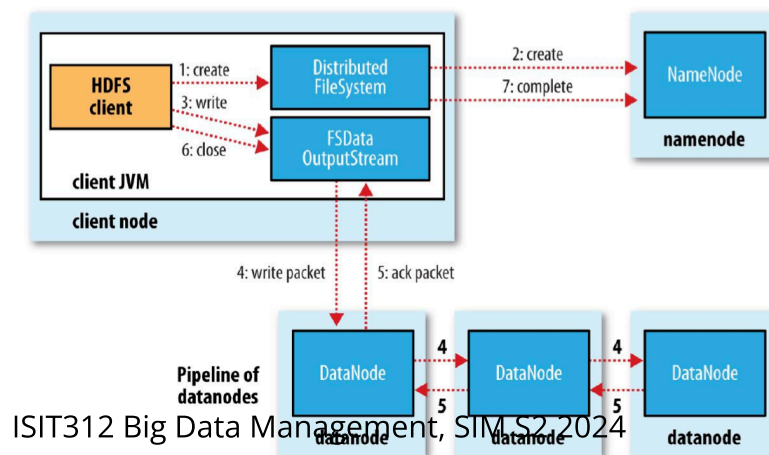 1: create
HDFS
client
3: write
6: close
Distributed
FileSystem
FSData
OutputStream
client JVM
client node
2: create
7: complete
NameNode
namenode
4: write packet
5: ack packet
Pipeline of
datanodes
DataNode
4
5
DataNode
4
5
DataNode
datanode
datanode
datanode
ISIT312 Big Data Management, SIM S2 2024